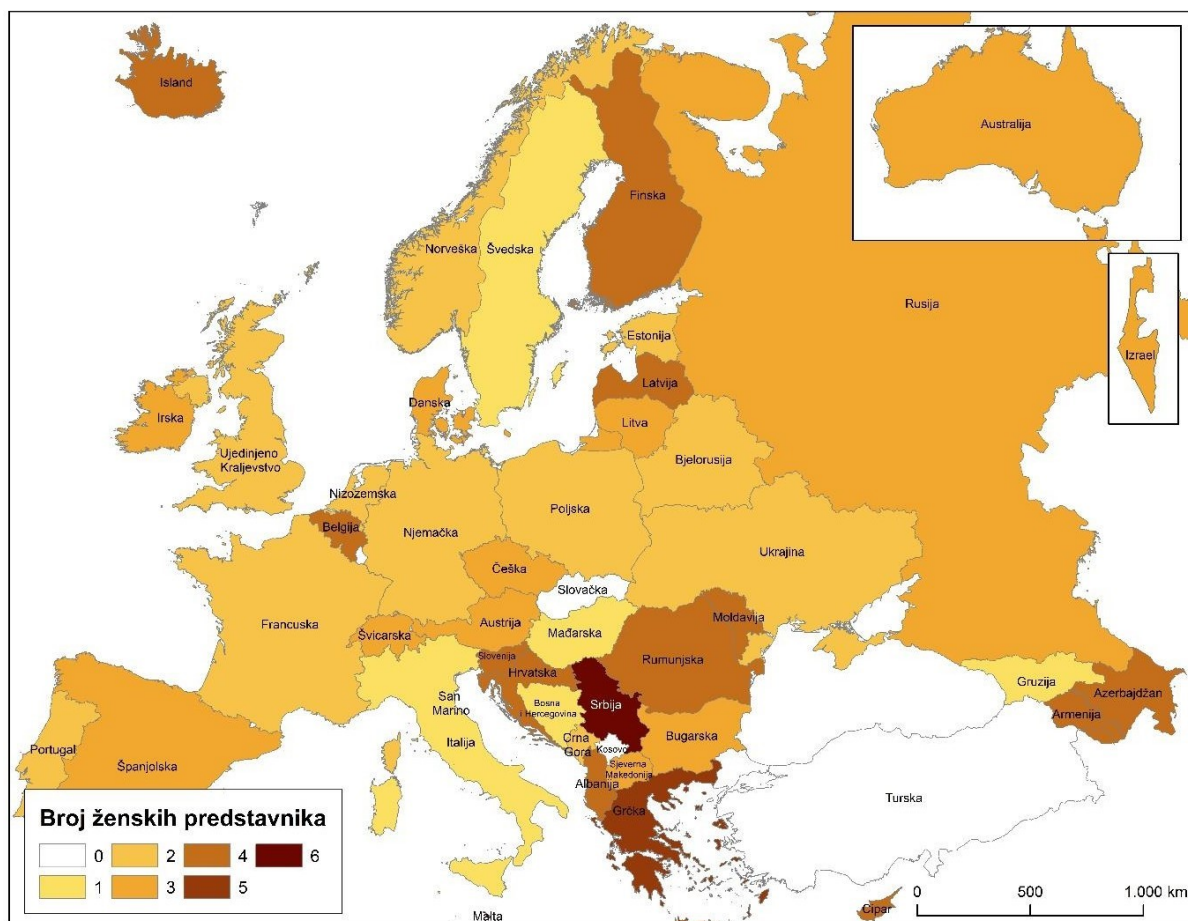 Island
Australija
Finska
Norveška
Švedska
Rusija
Estonija
Izrael
Latvija
Danska
Irska
Litva
Ujedinjeno
Kraljevstvo
Bjelorusija
Nizozemska
Poljska
Belgija
Njemačka
Ukrajina
Češka
Slovačka
Moldavija
Francuska
Austrija
Mađarska
Švicarska
Slovenija
Rumunjska
Hrvatska
Gruzija
Azerbajdžan
San
Marino
Bosna
i Hercegovina
Srbija
Armenija
Italija
Crna
Gora
Kosovo
Bugarska
Portugal
Španjolska
Sjeverna
Makedonija
Albanija
Turska
Grčka
Broj ženskih predstavnika
0 2 4 6
1 3 5
Malta
Cipar
0 500 1.000 km